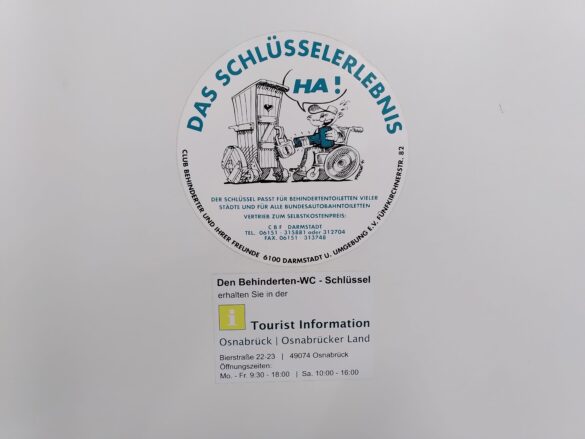 DAS SCHLÜSSELERLEBNIS
HA!
DER SCHLÜSSEL PASST FÜR BEHINDERTENTOILETTEN VIELER
STÄDTE UND FÜR ALLE BUNDESAUTOBAHNTOILETTEN
VERTRIEB ZUM SELBSTKOSTENPREIS:
C B F DARMSTADT
TEL. 06151 · 315881 oder 312704
FAX. 06151 · 313748
CLUB BEHINDERTER UND IHRER FREUNDE 6100 DARMSTADT U. UMGEBUNG E.V. FÜNFKIRCHNERSTR. 82
Den Behinderten-WC - Schlüssel
erhalten Sie in der
i Tourist Information
Osnabrück | Osnabrücker Land
Bierstraße 22-23 | 49074 Osnabrück
Öffnungszeiten:
Mo. - Fr. 9:30 - 18:00 | Sa. 10:00 - 16:00